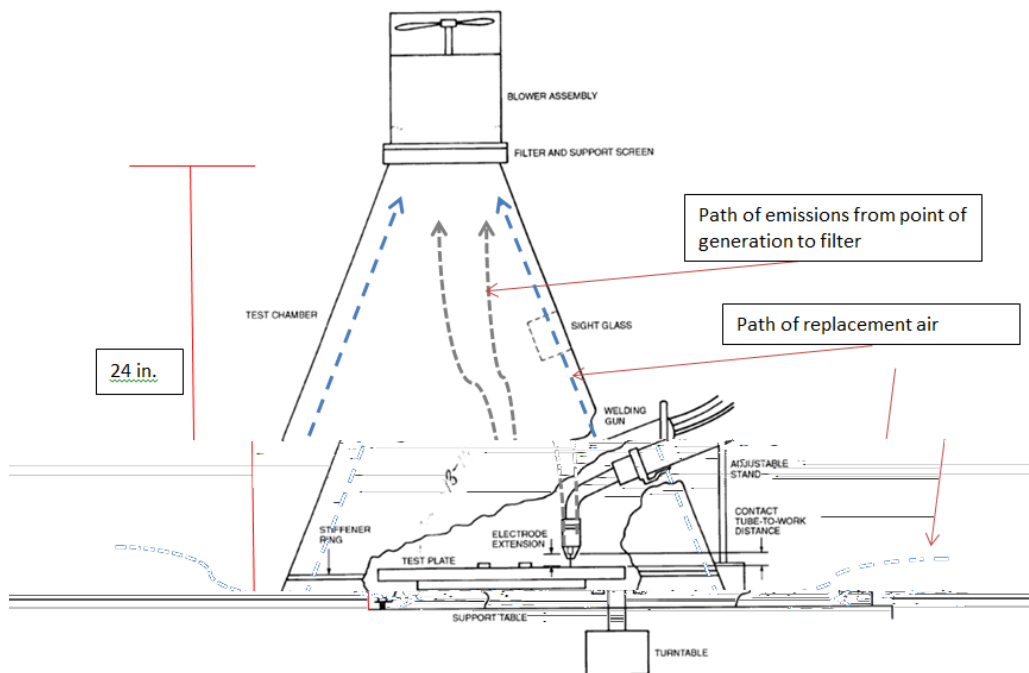 BLOWER ASSEMBLY
FILTER AND SUPPORT SCREEN
Path of emissions from point of
generation to filter
TEST CHAMBER
SIGHT GLASS
Path of replacement air
24 in.
WELDING
GUN
ADJUSTABLE
STAND
CONTACT
TUBE-TO-WORK
DISTANCE
STIFFENER
RING
ELECTRODE
EXTENSION
TEST PLATE
SUPPORT TABLE
TURNTABLE